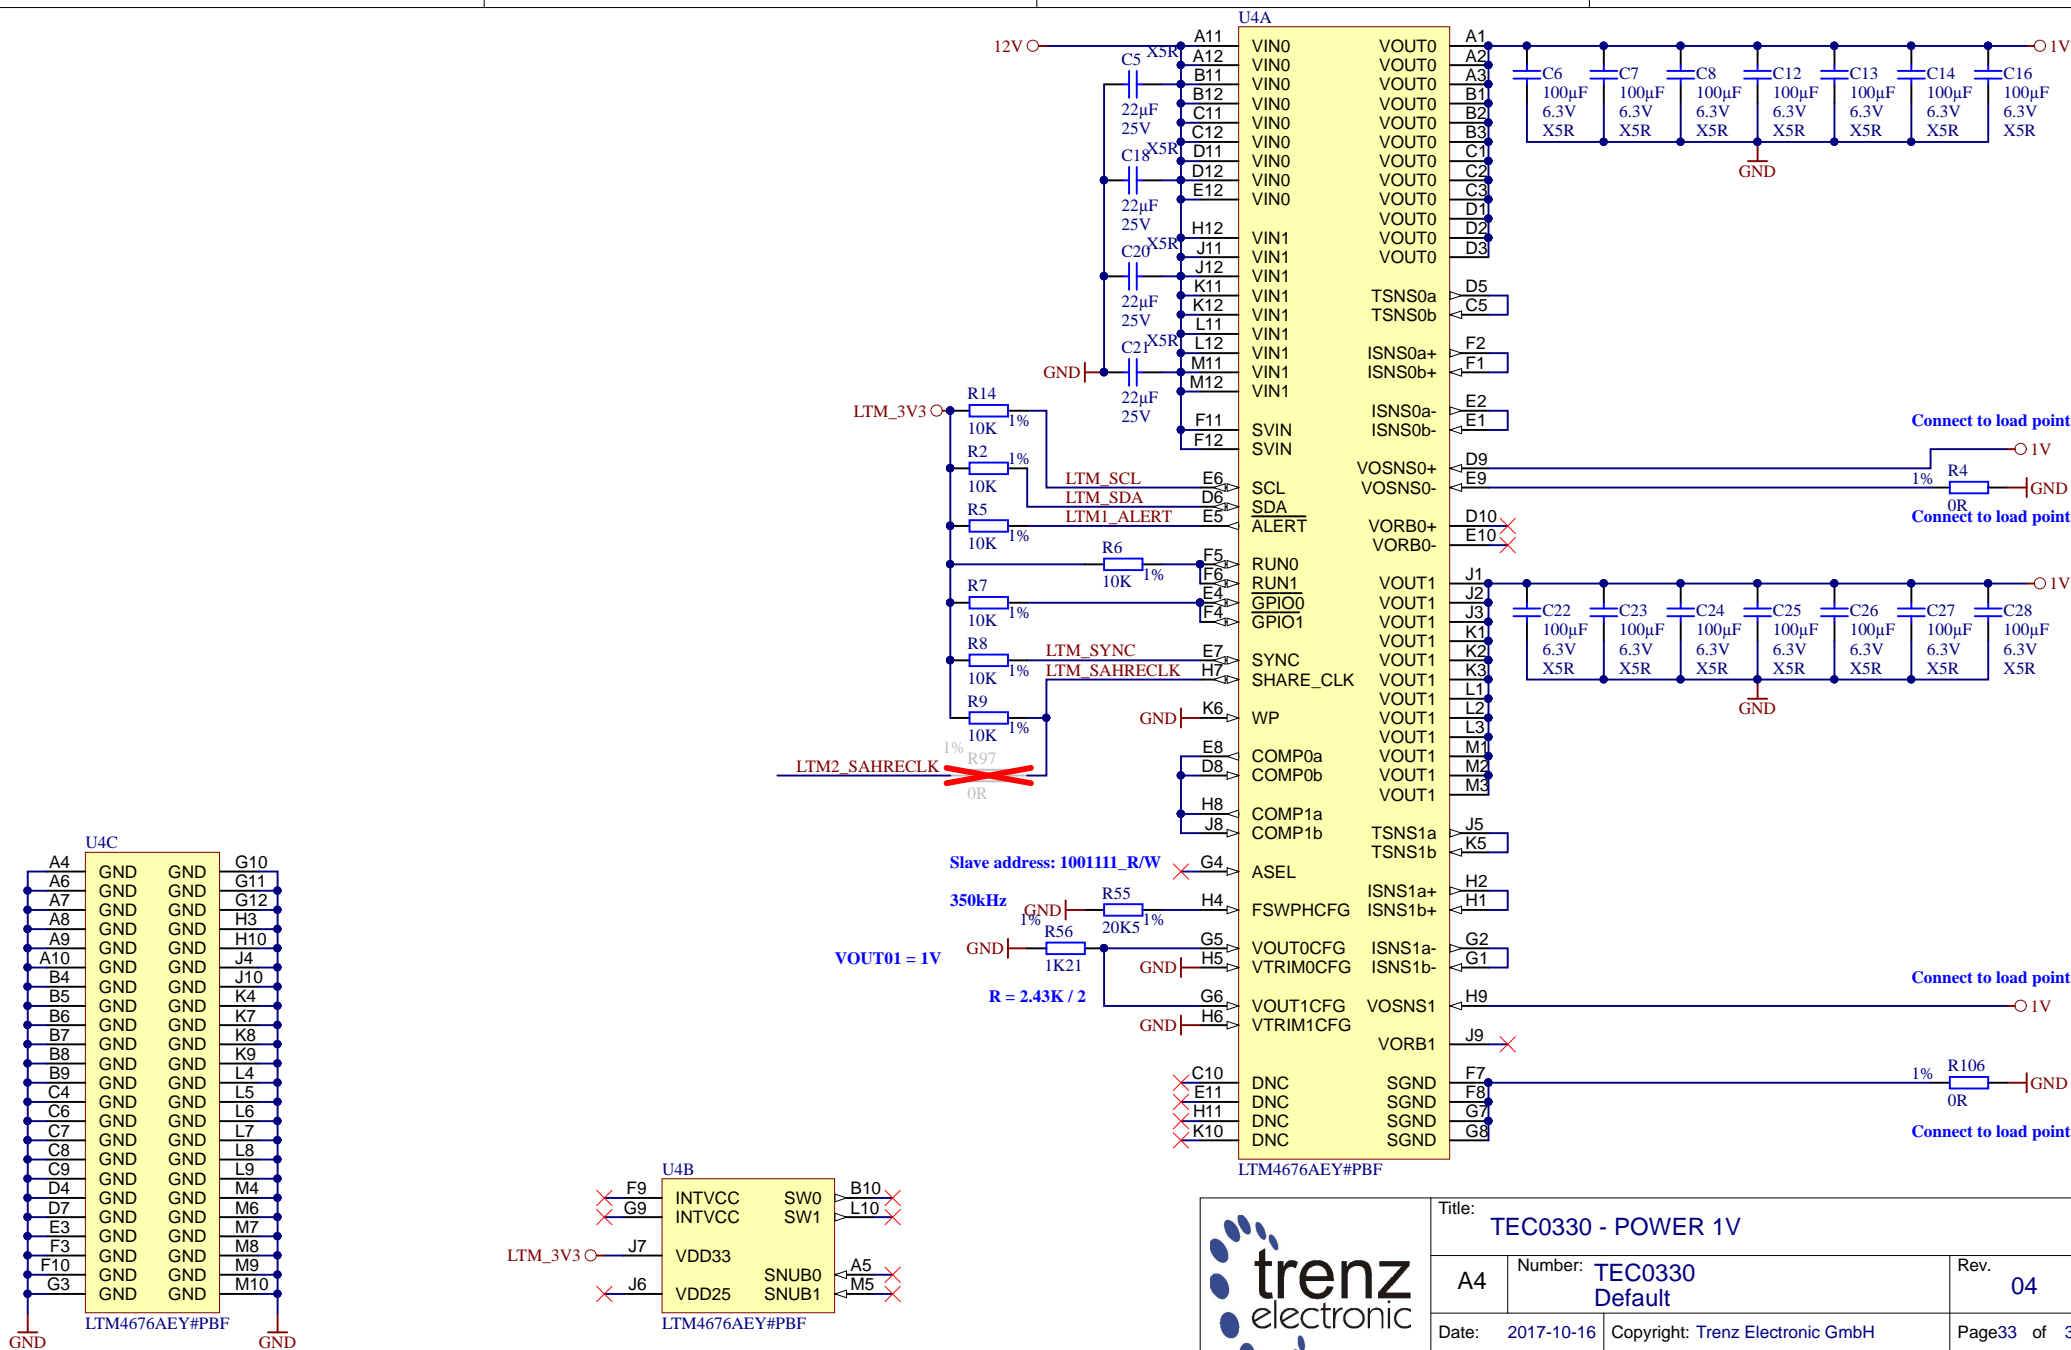 U4A
12V
A11 VIN0 VOUT0 A1
A12 VIN0 VOUT0 A2
B11 VIN0 VOUT0 A3
B12 VIN0 VOUT0 B1
C11 VIN0 VOUT0 B2
C12 VIN0 VOUT0 B3
D11 VIN0 VOUT0 C1
D12 VIN0 VOUT0 C2
E12 VIN0 VOUT0 C3
VOUT0 D1
H12 VIN1 VOUT0 D2
J11 VIN1 VOUT0 D3
J12 VIN1
K11 VIN1 TSNS0a D5
K12 VIN1 TSNS0b C5
L11 VIN1
L12 VIN1 ISNS0a+ F2
M11 VIN1 ISNS0b+ F1
M12 VIN1
ISNS0a- E2
F11 SVIN ISNS0b- E1
F12 SVIN
VOSNS0+ D9
E6 SCL VOSNS0- E9
D6 SDA
E5 ALERT VORB0+ D10
VORB0- E10
F5 RUN0
F6 RUN1 VOUT1 J1
E4 GPIO0 VOUT1 J2
F4 GPIO1 VOUT1 J3
VOUT1 K1
E7 SYNC VOUT1 K2
H7 SHARE_CLK VOUT1 K3
VOUT1 L1
K6 WP VOUT1 L2
VOUT1 L3
E8 COMP0a VOUT1 M1
D8 COMP0b VOUT1 M2
VOUT1 M3
H8 COMP1a
J8 COMP1b TSNS1a J5
TSNS1b K5
G4 ASEL
ISNS1a+ H2
H4 FSWPHCFG ISNS1b+ H1
G5 VOUT0CFG ISNS1a- G2
H5 VTRIM0CFG ISNS1b- G1
G6 VOUT1CFG VOSNS1 H9
H6 VTRIM1CFG
VORB1 J9
C10 DNC SGND F7
E11 DNC SGND F8
H11 DNC SGND G7
K10 DNC SGND G8
LTM4676AEY#PBF
C5 X5R
22µF
25V
C18 X5R
22µF
25V
C20 X5R
22µF
25V
C21 X5R
22µF
25V
GND
1V
C6 C7 C8 C12 C13 C14 C16
100µF 100µF 100µF 100µF 100µF 100µF 100µF
6.3V 6.3V 6.3V 6.3V 6.3V 6.3V 6.3V
X5R X5R X5R X5R X5R X5R X5R
GND
LTM_3V3
R14
10K 1%
R2
10K 1%
R5
10K 1%
R6
10K 1%
R7
10K 1%
R8
10K 1%
R9
10K 1%
LTM_SCL
LTM_SDA
LTM1_ALERT
LTM_SYNC
LTM_SAHRECLK
GND
1%
R97
0R
LTM2_SAHRECLK
Connect to load point
1V
1% R4
0R
GND
Connect to load point
1V
C22 C23 C24 C25 C26 C27 C28
100µF 100µF 100µF 100µF 100µF 100µF 100µF
6.3V 6.3V 6.3V 6.3V 6.3V 6.3V 6.3V
X5R X5R X5R X5R X5R X5R X5R
GND
Slave address: 1001111_R/W
350kHz
GND R55
20K5 1%
1%
GND R56
1K21
VOUT01 = 1V
R = 2.43K / 2
GND
GND
Connect to load point
1V
1% R106
0R
GND
Connect to load point
U4C
A4 GND GND G10
A6 GND GND G11
A7 GND GND G12
A8 GND GND H3
A9 GND GND H10
A10 GND GND J4
B4 GND GND J10
B5 GND GND K4
B6 GND GND K7
B7 GND GND K8
B8 GND GND K9
B9 GND GND L4
C4 GND GND L5
C6 GND GND L6
C7 GND GND L7
C8 GND GND L8
C9 GND GND L9
D4 GND GND M4
D7 GND GND M6
E3 GND GND M7
F3 GND GND M8
F10 GND GND M9
G3 GND GND M10
LTM4676AEY#PBF
GND GND
U4B
F9 INTVCC SW0 B10
G9 INTVCC SW1 L10
LTM_3V3 J7 VDD33
SNUB0 A5
J6 VDD25 SNUB1 M5
LTM4676AEY#PBF
trenz
electronic
Title:
TEC0330 - POWER 1V
A4
Number: TEC0330
Default
Rev.
04
Date: 2017-10-16
Copyright: Trenz Electronic GmbH
Page33 of